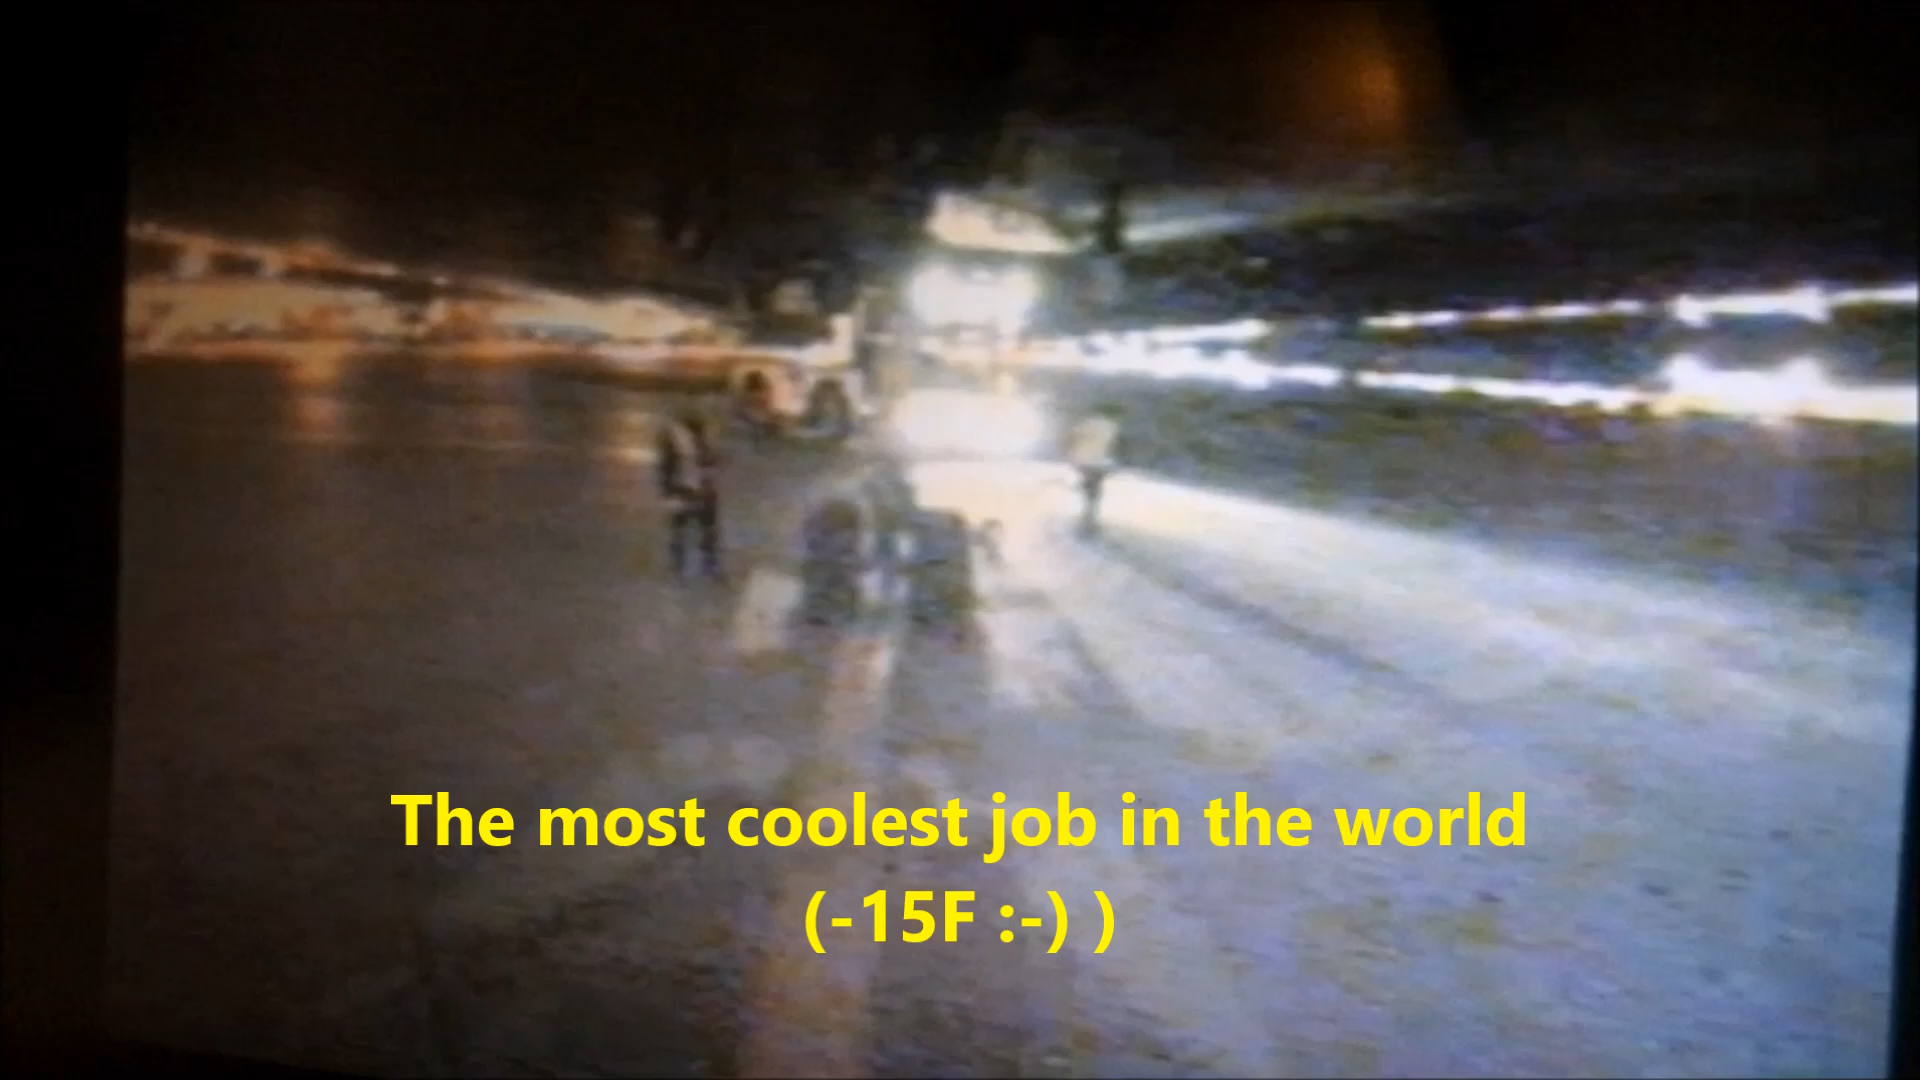 The most coolest job in the world
(-15F :-) )